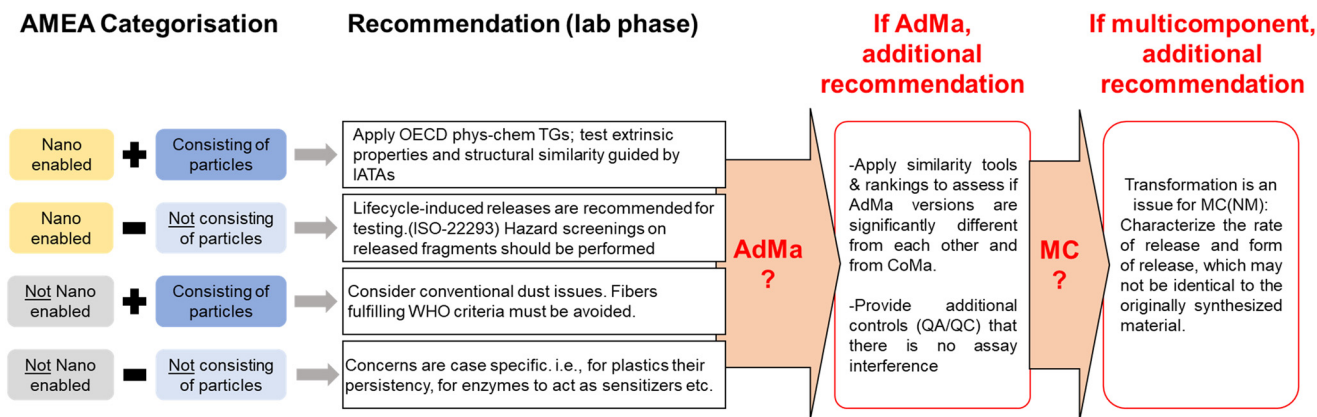 AMEA Categorisation
Recommendation (lab phase)
If AdMa,
additional
recommendation
If multicomponent,
additional
recommendation
Nano
enabled
+
Consisting of
particles
Apply OECD phys-chem TGs; test extrinsic
properties and structural similarity guided by
IATAs
Nano
enabled
-
Not consisting
of particles
Lifecycle-induced releases are recommended for
testing.(ISO-22293) Hazard screenings on
released fragments should be performed
Not Nano
enabled
+
Consisting of
particles
Consider conventional dust issues. Fibers
fulfilling WHO criteria must be avoided.
Not Nano
enabled
-
Not consisting
of particles
Concerns are case specific. i.e., for plastics their
persistency, for enzymes to act as sensitizers etc.
AdMa
?
-Apply similarity tools
& rankings to assess if
AdMa versions are
significantly different
from each other and
from CoMa.
-Provide additional
controls (QA/QC) that
there is no assay
interference
MC
?
Transformation is an
issue for MC(NM):
Characterize the rate
of release and form
of release, which may
not be identical to the
originally synthesized
material.